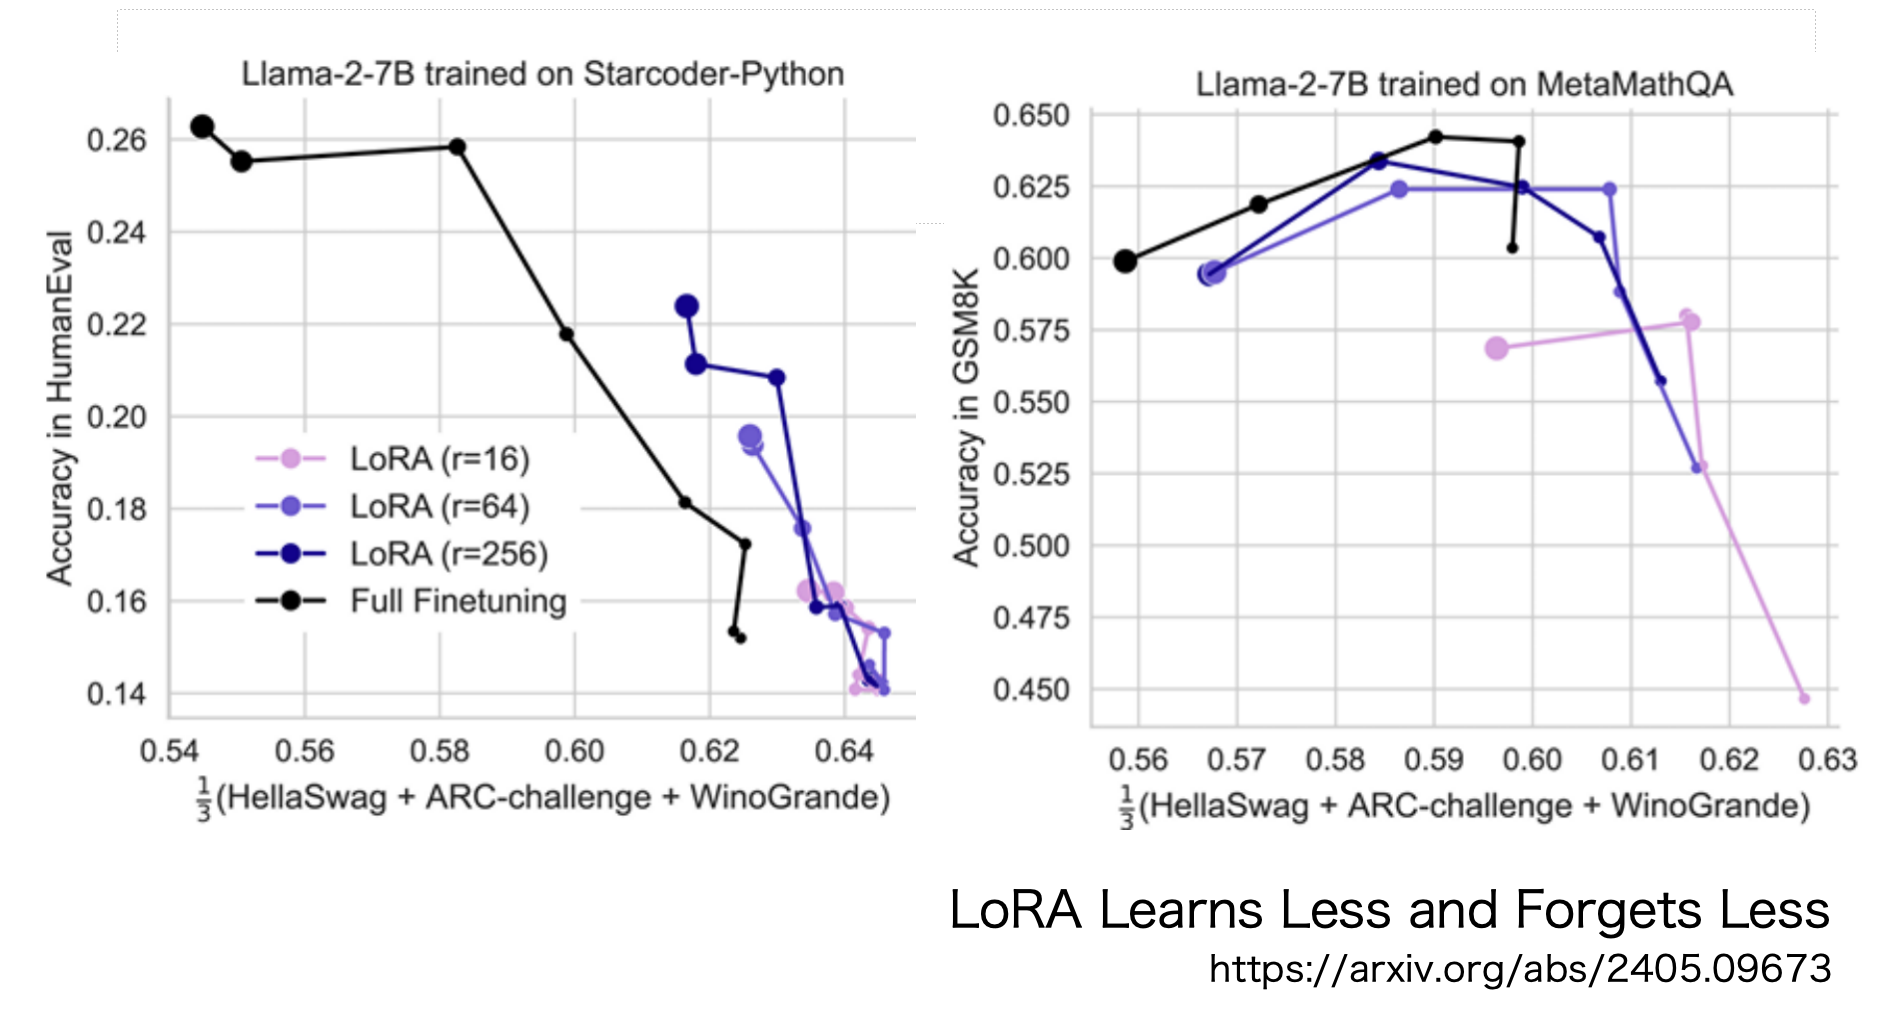 Llama-2-7B trained on Starcoder-Python
Accuracy in HumanEval
0.26
0.24
0.22
0.20
0.18
0.16
0.14
LoRA (r=16)
LoRA (r=64)
LoRA (r=256)
Full Finetuning
0.54 0.56 0.58 0.60 0.62 0.64
1/3(HellaSwag + ARC-challenge + WinoGrande)
Llama-2-7B trained on MetaMathQA
Accuracy in GSM8K
0.650
0.625
0.600
0.575
0.550
0.525
0.500
0.475
0.450
0.56 0.57 0.58 0.59 0.60 0.61 0.62 0.63
1/3(HellaSwag + ARC-challenge + WinoGrande)
LoRA Learns Less and Forgets Less
https://arxiv.org/abs/2405.09673